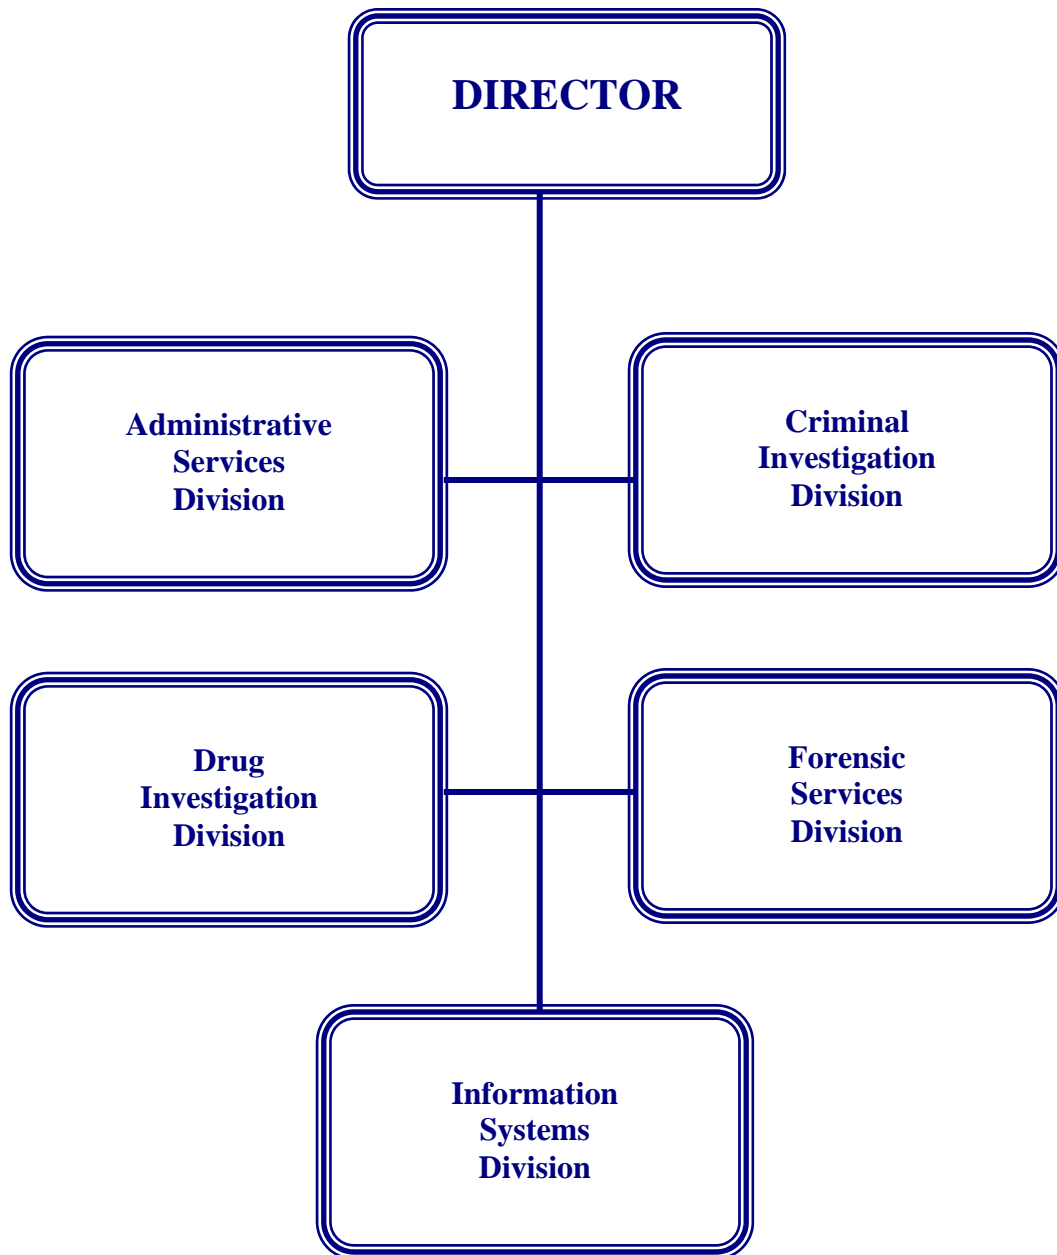 DIRECTOR
Administrative
Services
Division
Criminal
Investigation
Division
Drug
Investigation
Division
Forensic
Services
Division
Information
Systems
Division